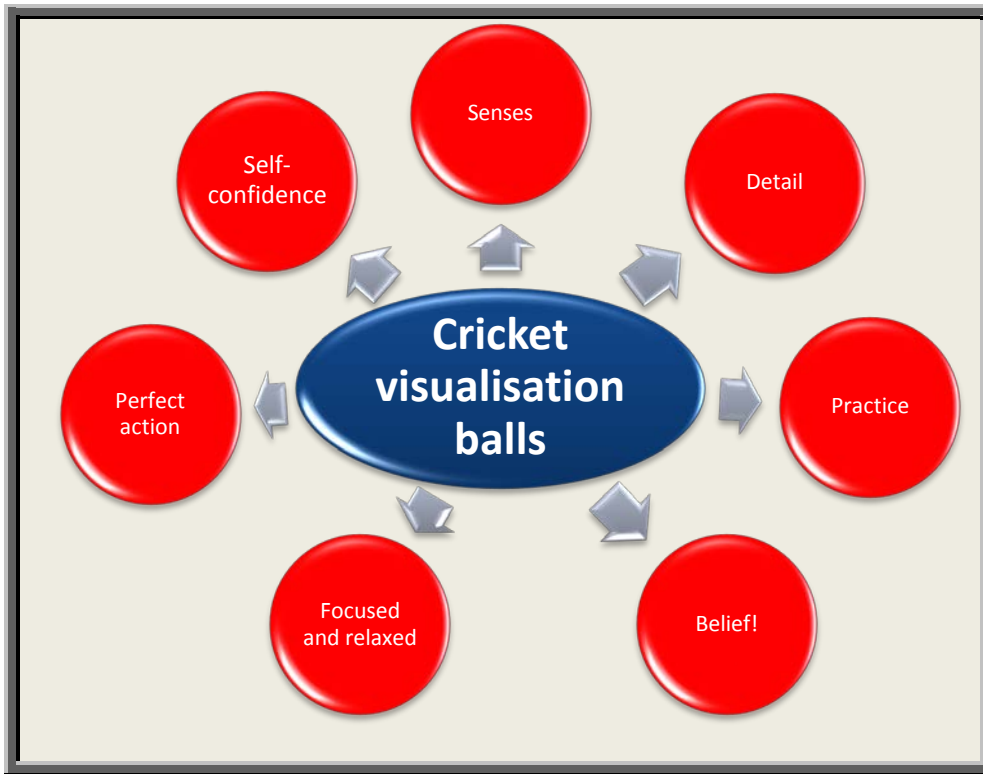 Senses
Self-
confidence
Detail
Cricket
visualisation
balls
Perfect
action
Practice
Focused
and relaxed
Belief!